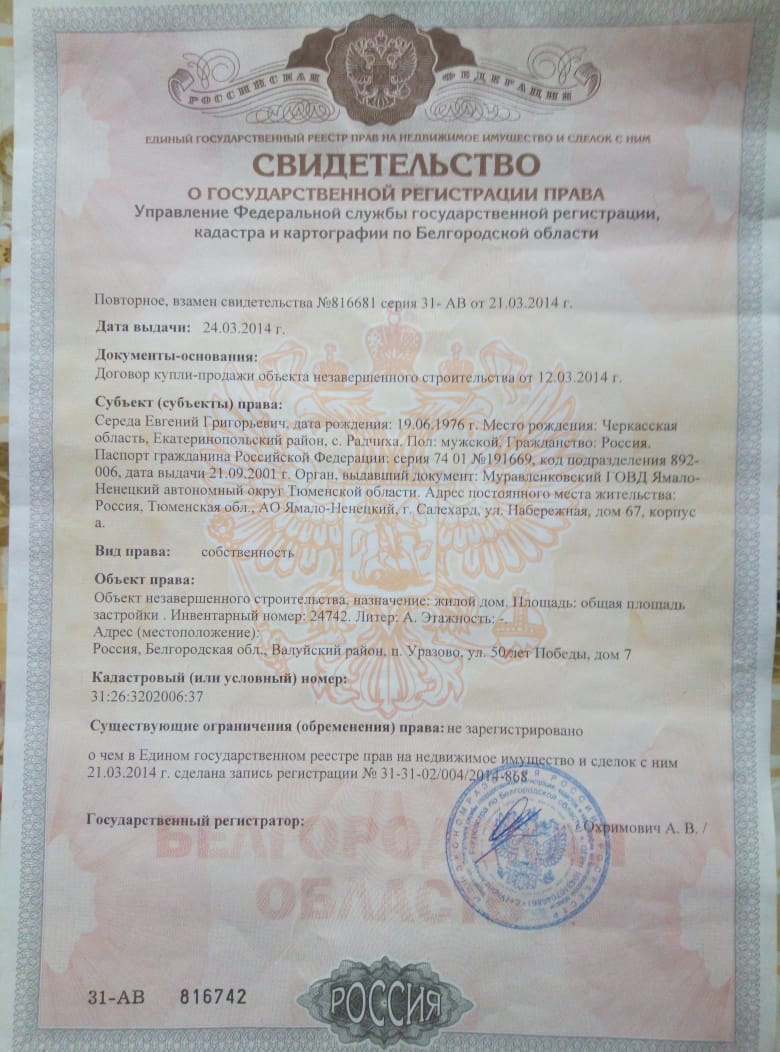 РОССИЙСКАЯ ФЕДЕРАЦИЯ
ЕДИНЫЙ ГОСУДАРСТВЕННЫЙ РЕЕСТР ПРАВ НА НЕДВИЖИМОЕ ИМУЩЕСТВО И СДЕЛОК С НИМ
СВИДЕТЕЛЬСТВО
О ГОСУДАРСТВЕННОЙ РЕГИСТРАЦИИ ПРАВА
Управление Федеральной службы государственной регистрации,
кадастра и картографии по Белгородской области
Повторное, взамен свидетельства №816681 серия 31- АВ от 21.03.2014 г.
Дата выдачи: 24.03.2014 г.
Документы-основания:
Договор купли-продажи объекта незавершенного строительства от 12.03.2014 г.
Субъект (субъекты) права:
Середа Евгений Григорьевич, дата рождения: 19.06.1976 г. Место рождения: Черкасская
область, Екатеринопольский район, с. Радчиха. Пол: мужской. Гражданство: Россия.
Паспорт гражданина Российской Федерации: серия 74 01 №191669, код подразделения 892-
006, дата выдачи 21.09.2001 г. Орган, выдавший документ: Муравленковский ГОВД Ямало-
Ненецкий автономный округ Тюменской области. Адрес постоянного места жительства:
Россия, Тюменская обл., АО Ямало-Ненецкий, г. Салехард, ул. Набережная, дом 67, корпус
а.
Вид права: собственность
Объект права:
Объект незавершенного строительства, назначение: жилой дом. Площадь: общая площадь
застройки . Инвентарный номер: 24742. Литер: А. Этажность: -.
Адрес (местоположение):
Россия, Белгородская обл., Валуйский район, п. Уразово, ул. 50 лет Победы, дом 7
Кадастровый (или условный) номер:
31:26:3202006:37
Существующие ограничения (обременения) права: не зарегистрировано
о чем в Едином государственном реестре прав на недвижимое имущество и сделок с ним
21.03.2014 г. сделана запись регистрации № 31-31-02/004/2014-868
Государственный регистратор:
/ Охримович А. В. /
БЕЛГОРОДСКАЯ
ОБЛАСТЬ
31-АВ 816742
РОССИЯ